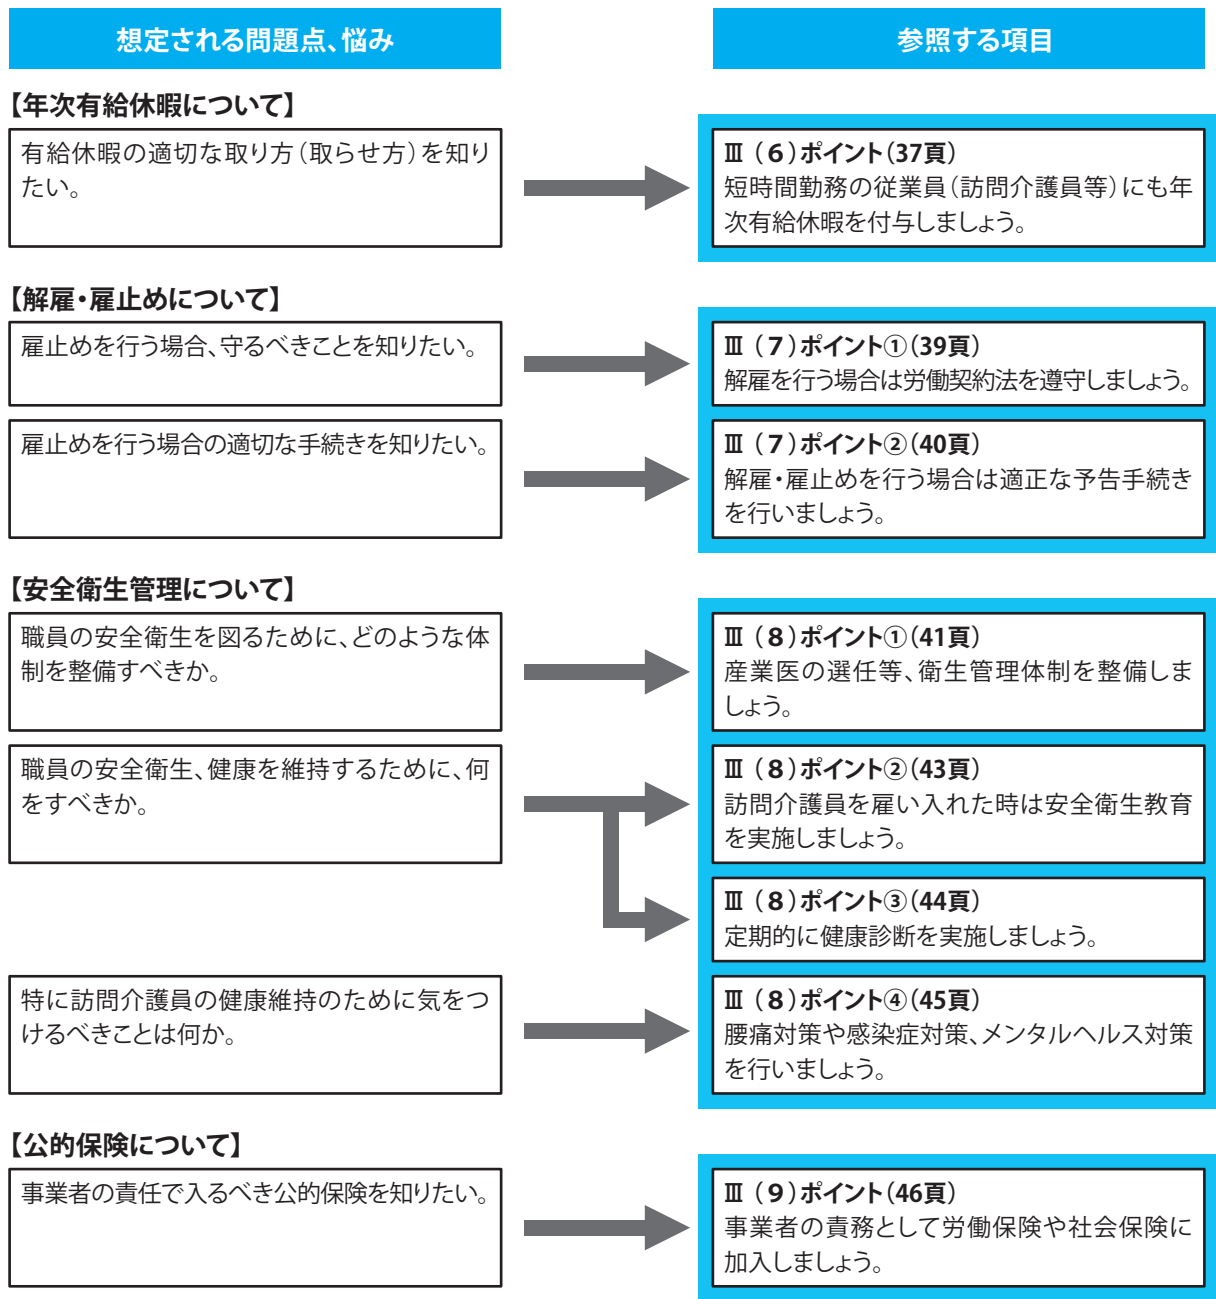 想定される問題点、悩み
参照する項目
【年次有給休暇について】
有給休暇の適切な取り方（取らせ方）を知り
たい。
Ⅲ（6）ポイント（37頁）
短時間勤務の従業員（訪問介護員等）にも年
次有給休暇を付与しましょう。
【解雇・雇止めについて】
雇止めを行う場合、守るべきことを知りたい。
Ⅲ（7）ポイント①（39頁）
解雇を行う場合は労働契約法を遵守しましょう。
雇止めを行う場合の適切な手続きを知りたい。
Ⅲ（7）ポイント②（40頁）
解雇・雇止めを行う場合は適正な予告手続き
を行いましょう。
【安全衛生管理について】
職員の安全衛生を図るために、どのような体
制を整備すべきか。
Ⅲ（8）ポイント①（41頁）
産業医の選任等、衛生管理体制を整備しま
しょう。
職員の安全衛生、健康を維持するために、何
をすべきか。
Ⅲ（8）ポイント②（43頁）
訪問介護員を雇い入れた時は安全衛生教育
を実施しましょう。
Ⅲ（8）ポイント③（44頁）
定期的に健康診断を実施しましょう。
特に訪問介護員の健康維持のために気をつ
けるべきことは何か。
Ⅲ（8）ポイント④（45頁）
腰痛対策や感染症対策、メンタルヘルス対策
を行いましょう。
【公的保険について】
事業者の責任で入るべき公的保険を知りたい。
Ⅲ（9）ポイント（46頁）
事業者の責務として労働保険や社会保険に
加入しましょう。